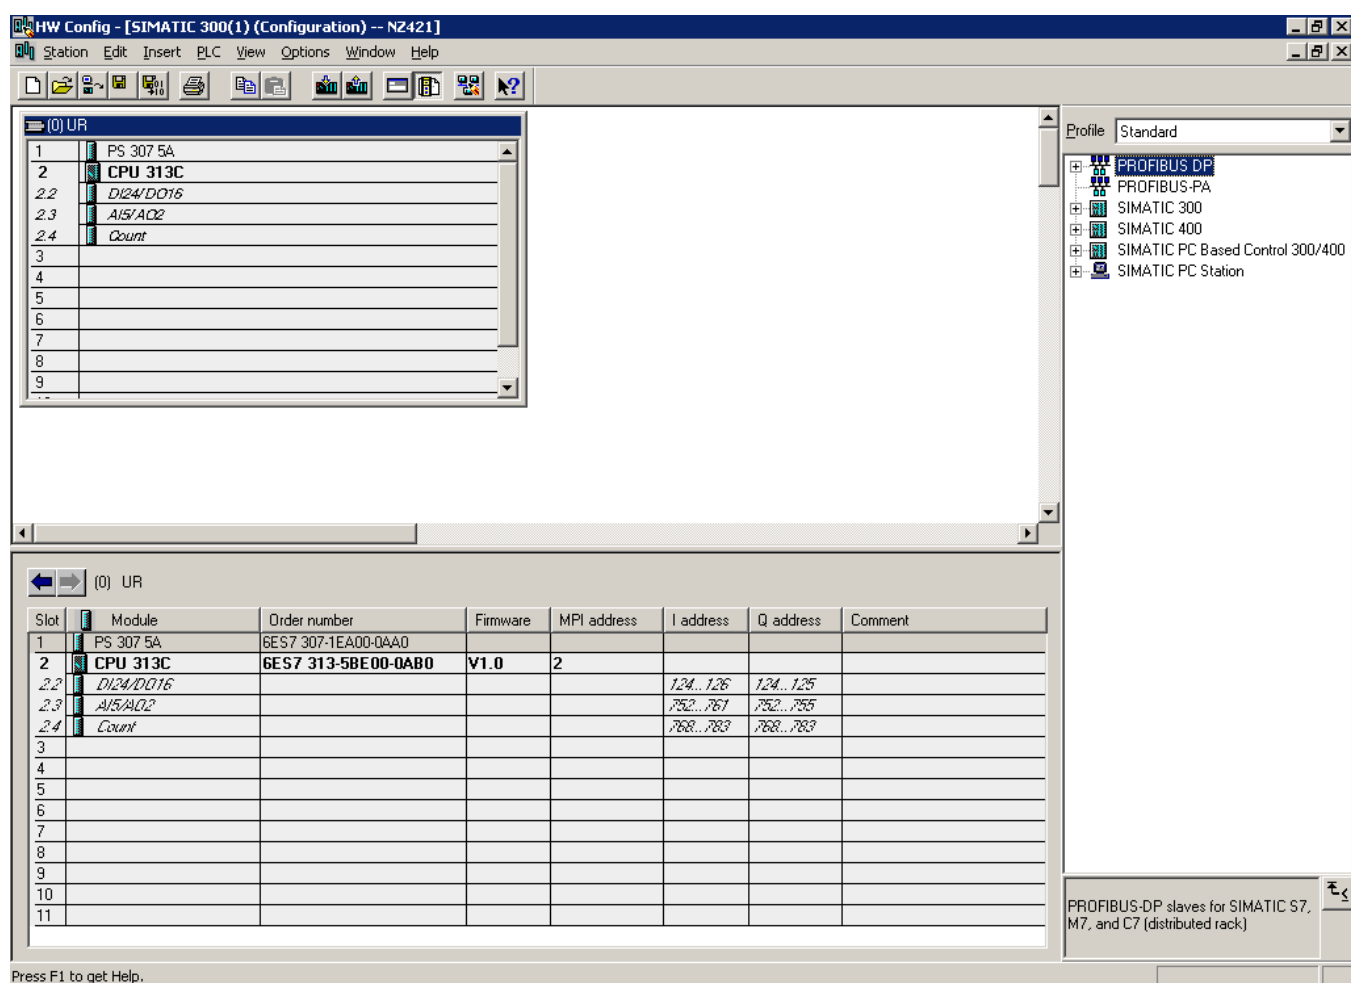 HW Config - [SIMATIC 300(1) (Configuration) -- NZ421]
Station Edit Insert PLC View Options Window Help
(0) UR
1 PS 307 5A
2 CPU 313C
2.2 DI24/DO16
2.3 AI5/AO2
2.4 Count
3
4
5
6
7
8
9
Profile Standard
PROFIBUS DP
PROFIBUS-PA
SIMATIC 300
SIMATIC 400
SIMATIC PC Based Control 300/400
SIMATIC PC Station
(0) UR
Slot Module Order number Firmware MPI address I address Q address Comment
1 PS 307 5A 6ES7 307-1EA00-0AA0
2 CPU 313C 6ES7 313-5BE00-0AB0 V1.0 2
2.2 DI24/DO16 124...126 124...125
2.3 AI5/AO2 752...761 752...755
2.4 Count 768...783 768...783
3
4
5
6
7
8
9
10
11
PROFIBUS-DP slaves for SIMATIC S7,
M7, and C7 (distributed rack)
Press F1 to get Help.